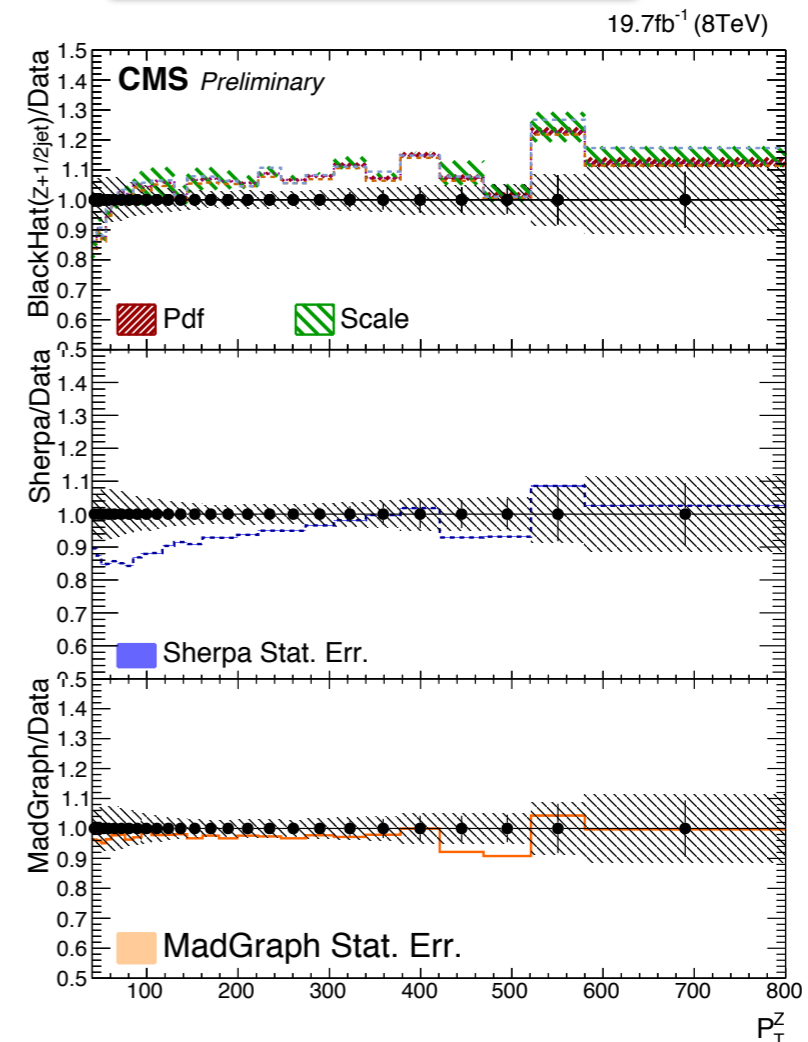 19.7fb⁻¹ (8TeV)
CMS Preliminary
BlackHat(Z+1/2jet)/Data
1.5
1.4
1.3
1.2
1.1
1.0
0.9
0.8
0.7
0.6
0.5
Pdf
Scale
Sherpa/Data
1.4
1.3
1.2
1.1
1.0
0.9
0.8
0.7
0.6
0.5
Sherpa Stat. Err.
MadGraph/Data
1.4
1.3
1.2
1.1
1.0
0.9
0.8
0.7
0.6
0.5
MadGraph Stat. Err.
100 200 300 400 500 600 700 800
P_T^Z